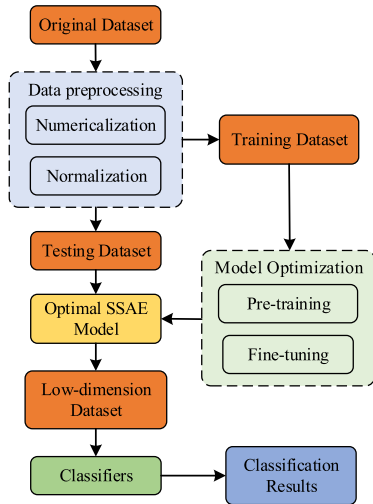 Original Dataset
Data preprocessing
Numericalization
Normalization
Training Dataset
Testing Dataset
Model Optimization
Pre-training
Fine-tuning
Optimal SSAE
Model
Low-dimension
Dataset
Classifiers
Classification
Results